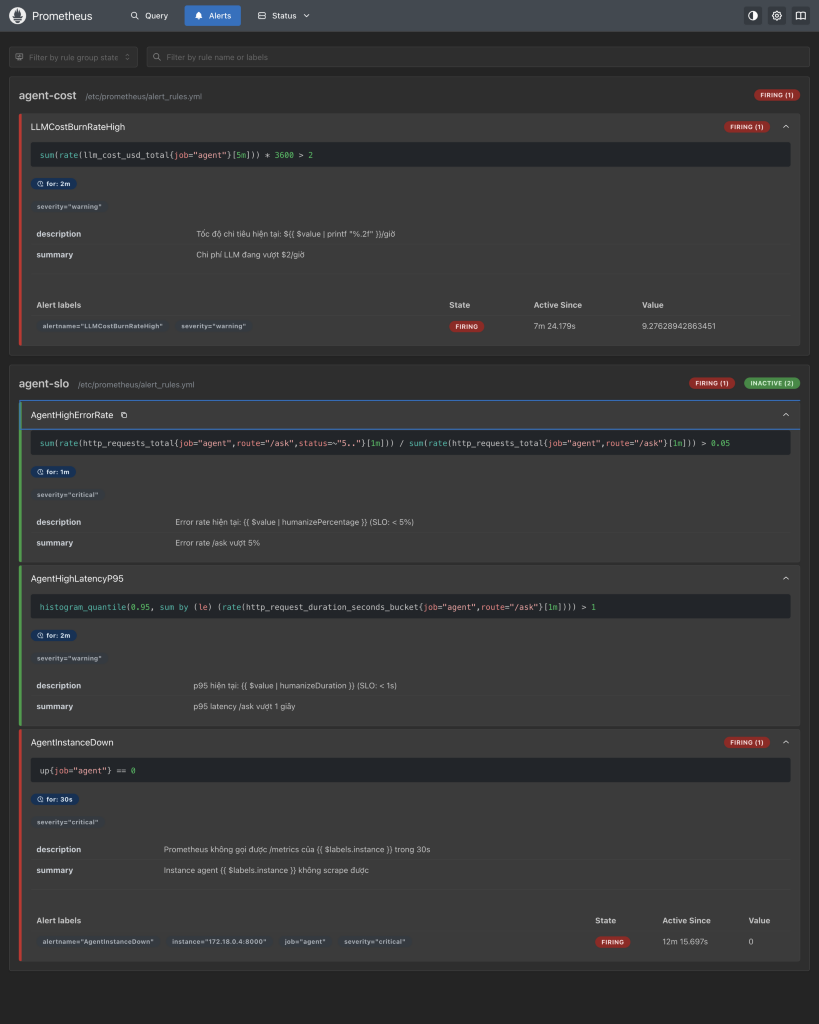 Prometheus Query Alerts Status
Filter by rule group state Filter by rule name or labels
agent-cost /etc/prometheus/alert_rules.yml FIRING (1)
LLMCostBurnRateHigh FIRING (1)
sum(rate(llm_cost_usd_total{job="agent"}[5m])) * 3600 > 2
for: 2m
severity="warning"
description Tốc độ chi tiêu hiện tại: ${{ $value | printf "%.2f" }}/giờ
summary Chi phí LLM đang vượt $2/giờ
Alert labels State Active Since Value
alertname="LLMCostBurnRateHigh" severity="warning" FIRING 7m 24.179s 9.27628942863451
agent-slo /etc/prometheus/alert_rules.yml FIRING (1) INACTIVE (2)
AgentHighErrorRate
sum(rate(http_requests_total{job="agent",route="/ask",status=~"5.."}[1m])) / sum(rate(http_requests_total{job="agent",route="/ask"}[1m])) > 0.05
for: 1m
severity="critical"
description Error rate hiện tại: {{ $value | humanizePercentage }} (SLO: < 5%)
summary Error rate /ask vượt 5%
AgentHighLatencyP95
histogram_quantile(0.95, sum by (le) (rate(http_request_duration_seconds_bucket{job="agent",route="/ask"}[1m]))) > 1
for: 2m
severity="warning"
description p95 hiện tại: {{ $value | humanizeDuration }} (SLO: < 1s)
summary p95 latency /ask vượt 1 giây
AgentInstanceDown FIRING (1)
up{job="agent"} == 0
for: 30s
severity="critical"
description Prometheus không gọi được /metrics của {{ $labels.instance }} trong 30s
summary Instance agent {{ $labels.instance }} không scrape được
Alert labels State Active Since Value
alertname="AgentInstanceDown" instance="172.18.0.4:8000" job="agent" severity="critical" FIRING 12m 15.697s 0